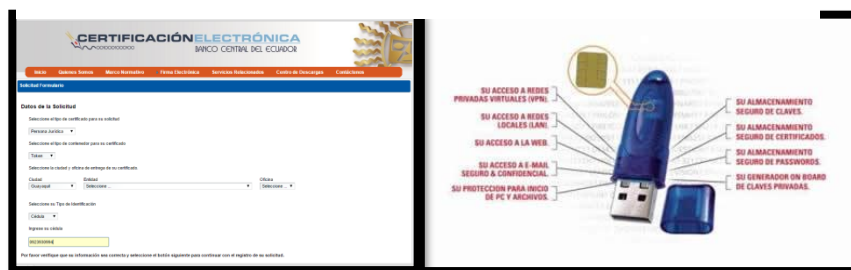 CERTIFICACIÓN ELECTRÓNICA
BANCO CENTRAL DEL ECUADOR
Inicio Quienes Somos Marco Normativo Firma Electrónica Servicios Relacionados Centro de Descargas Contáctenos
Solicitud Formulario
Datos de la Solicitud
Seleccione el tipo de certificado para su solicitud
Persona Jurídica
Seleccione el tipo de contenedor para su certificado
Token
Seleccione la ciudad y oficina de entrega de su certificado
Ciudad Entidad Oficina
Guayaquil Seleccione ... Seleccione ...
Seleccione su Tipo de Identificación
Cédula
Ingrese su cédula
Por favor verifique que su información sea correcta y seleccione el botón siguiente para continuar con el registro de su solicitud.
SU ACCESO A REDES
PRIVADAS VIRTUALES (VPN).
SU ACCESO A REDES
LOCALES (LAN).
SU ACCESO A LA WEB.
SU ACCESO A E-MAIL
SEGURO & CONFIDENCIAL.
SU PROTECCION PARA INICIO
DE PC Y ARCHIVOS.
SU ALMACENAMIENTO
SEGURO DE CLAVES.
SU ALMACENAMIENTO
SEGURO DE CERTIFICADOS.
SU ALMACENAMIENTO
SEGURO DE PASSWORDS.
SU GENERADOR ON BOARD
DE CLAVES PRIVADAS.